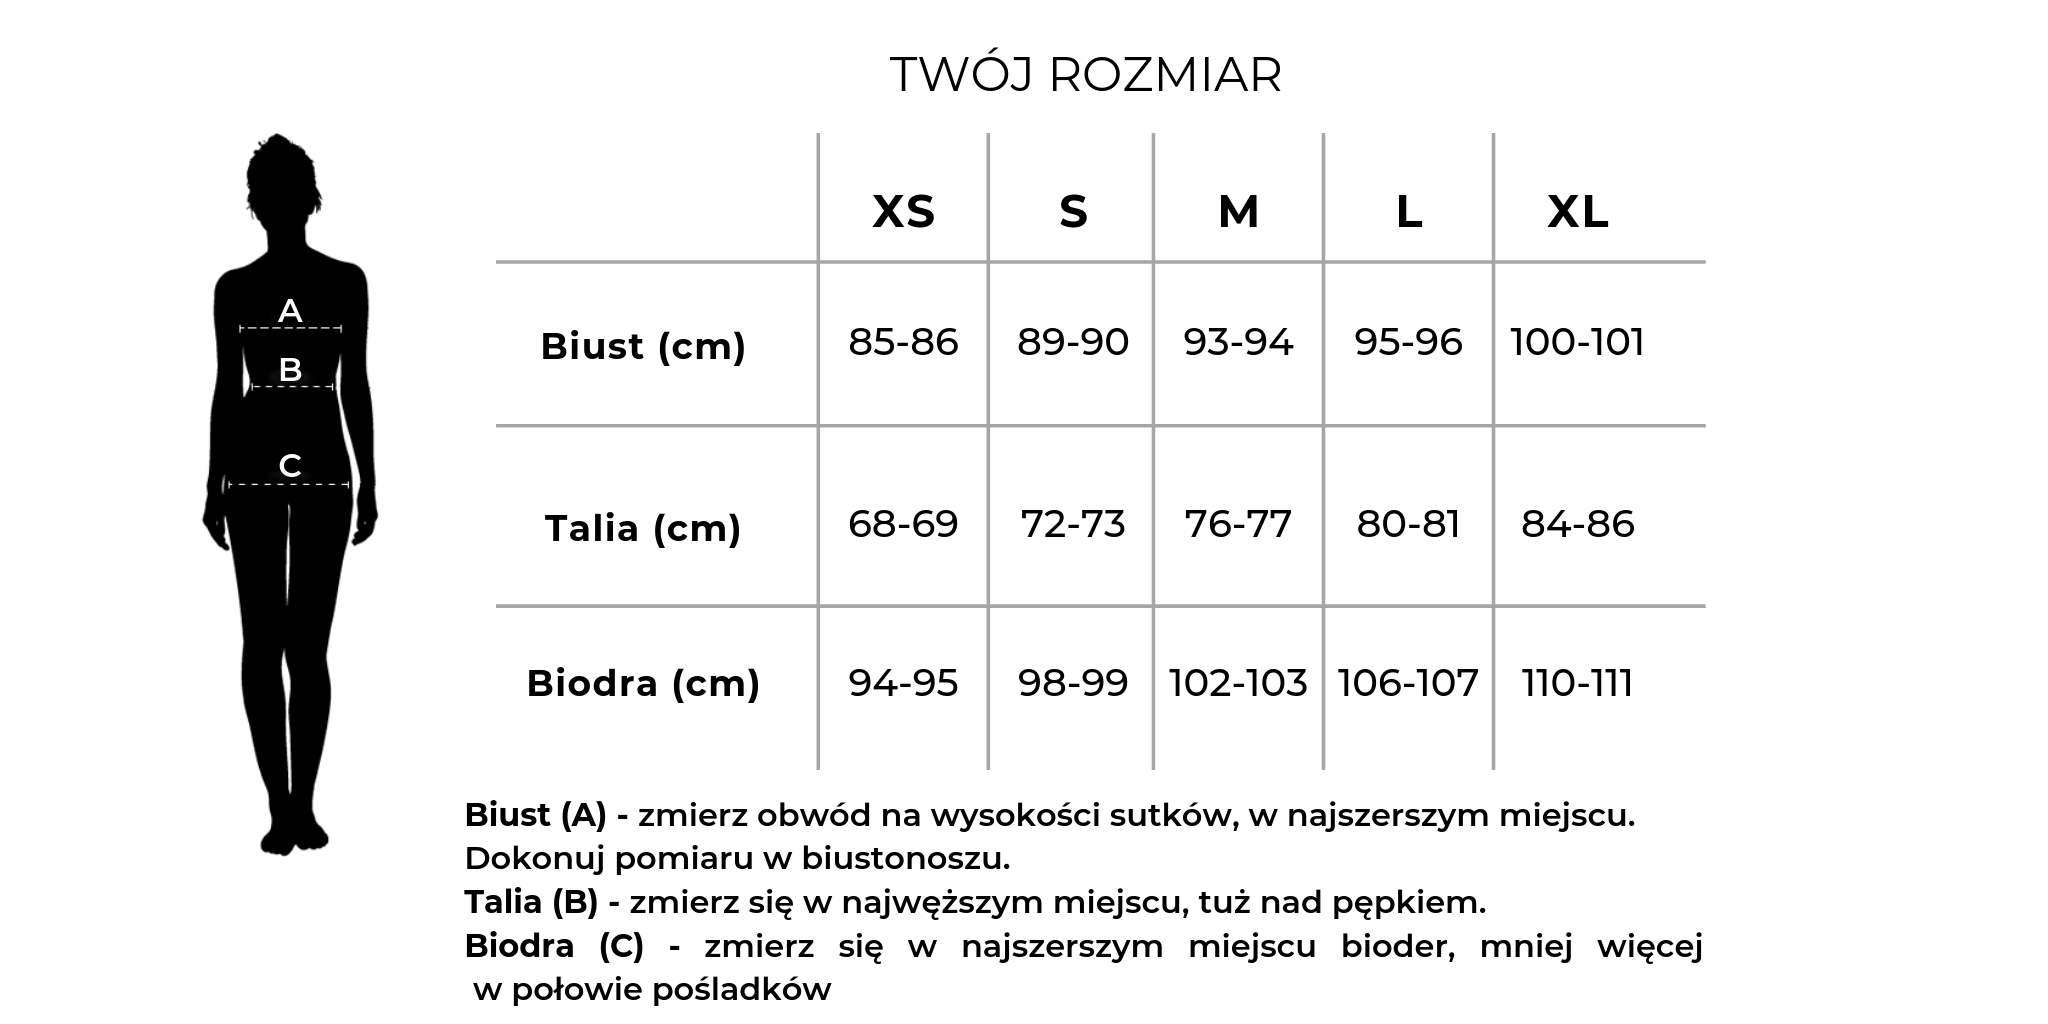 TWÓJ ROZMIAR
XS S M L XL
A
Biust (cm) 85-86 89-90 93-94 95-96 100-101
B
C
Talia (cm) 68-69 72-73 76-77 80-81 84-86
Biodra (cm) 94-95 98-99 102-103 106-107 110-111
Biust (A) - zmierz obwód na wysokości sutków, w najszerszym miejscu.
Dokonuj pomiaru w biustonoszu.
Talia (B) - zmierz się w najwęższym miejscu, tuż nad pępkiem.
Biodra (C) - zmierz się w najszerszym miejscu bioder, mniej więcej
w połowie pośladków